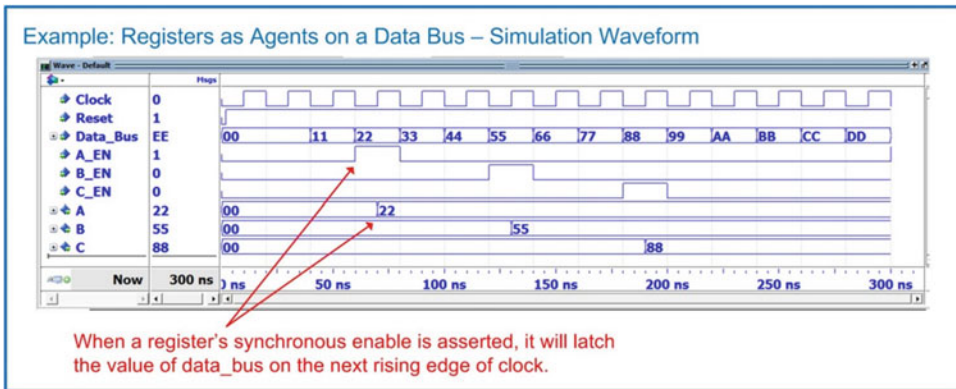 Example: Registers as Agents on a Data Bus – Simulation Waveform
Wave - Default
Msgs
Clock 0
Reset 1
Data_Bus EE 00 11 22 33 44 55 66 77 88 99 AA BB CC DD
A_EN 1
B_EN 0
C_EN 0
A 22 00 22
B 55 00 55
C 88 00 88
Now 300 ns ns 50 ns 100 ns 150 ns 200 ns 250 ns 300 ns
When a register's synchronous enable is asserted, it will latch
the value of data_bus on the next rising edge of clock.